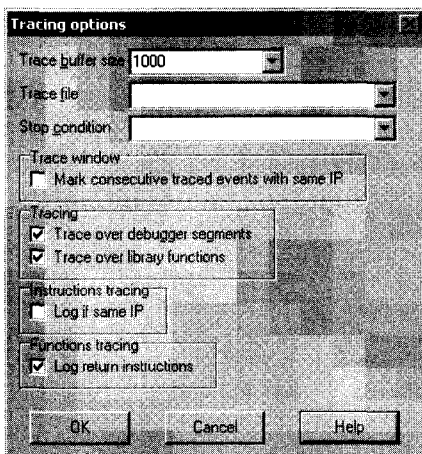 Tracing options
Trace buffer size 1000
Trace file
Stop condition
Trace window
Mark consecutive traced events with same IP
Tracing
Trace over debugger segments
Trace over library functions
Instructions tracing
Log if same IP
Functions tracing
Log return instructions
OK Cancel Help